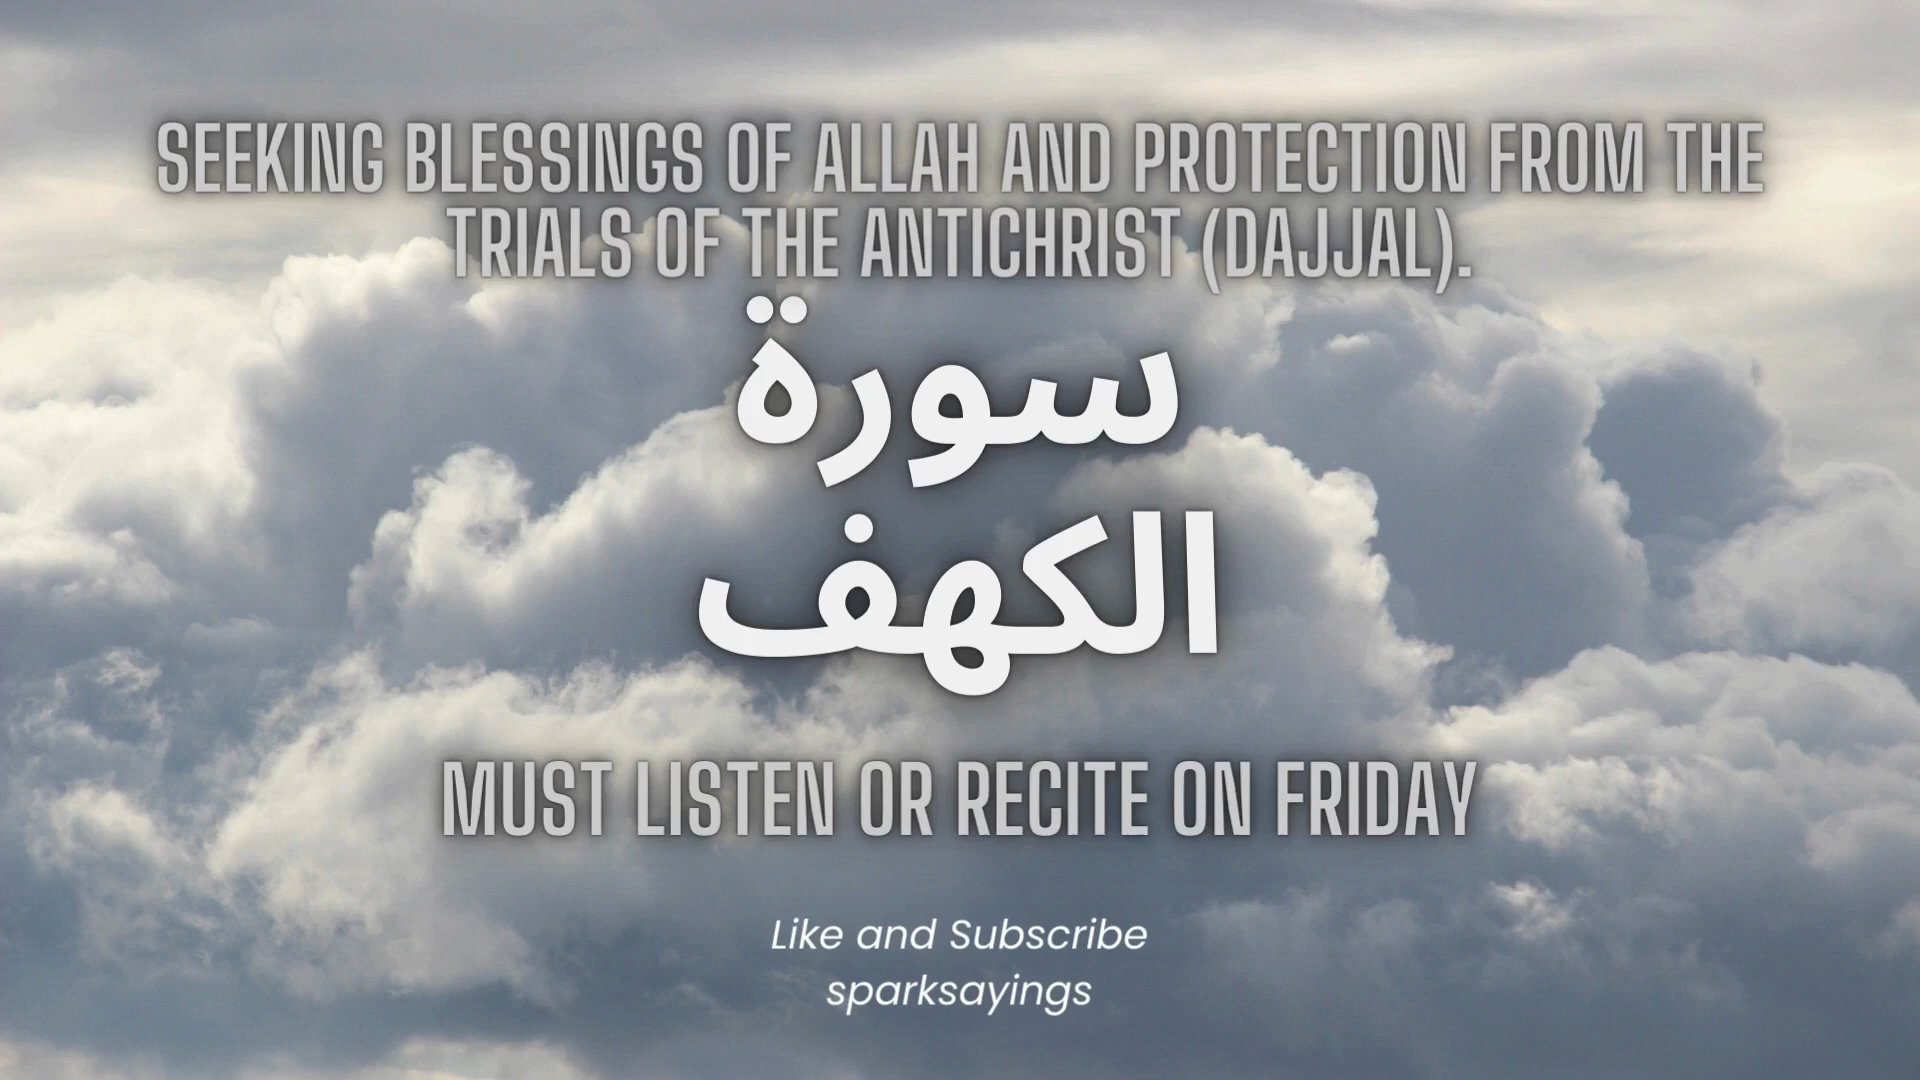 SEEKING BLESSINGS OF ALLAH AND PROTECTION FROM THE
TRIALS OF THE ANTICHRIST (DAJJAL).
سورة
الكهف
MUST LISTEN OR RECITE ON FRIDAY
Like and Subscribe
sparksayings